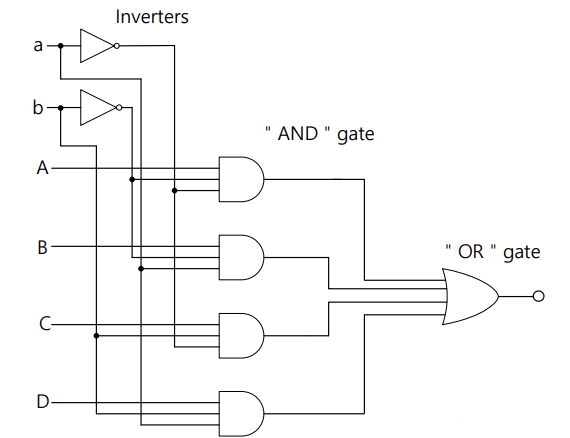 Inverters
a
b
" AND " gate
A
B
" OR " gate
C
D